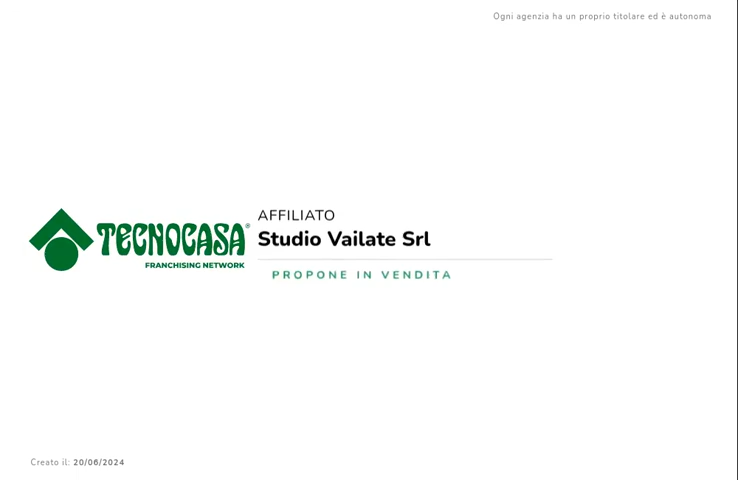 Ogni agenzia ha un proprio titolare ed è autonoma
TECNOCASA®
FRANCHISING NETWORK
AFFILIATO
Studio Vailate Srl
PROPONE IN VENDITA
Creato il: 20/06/2024